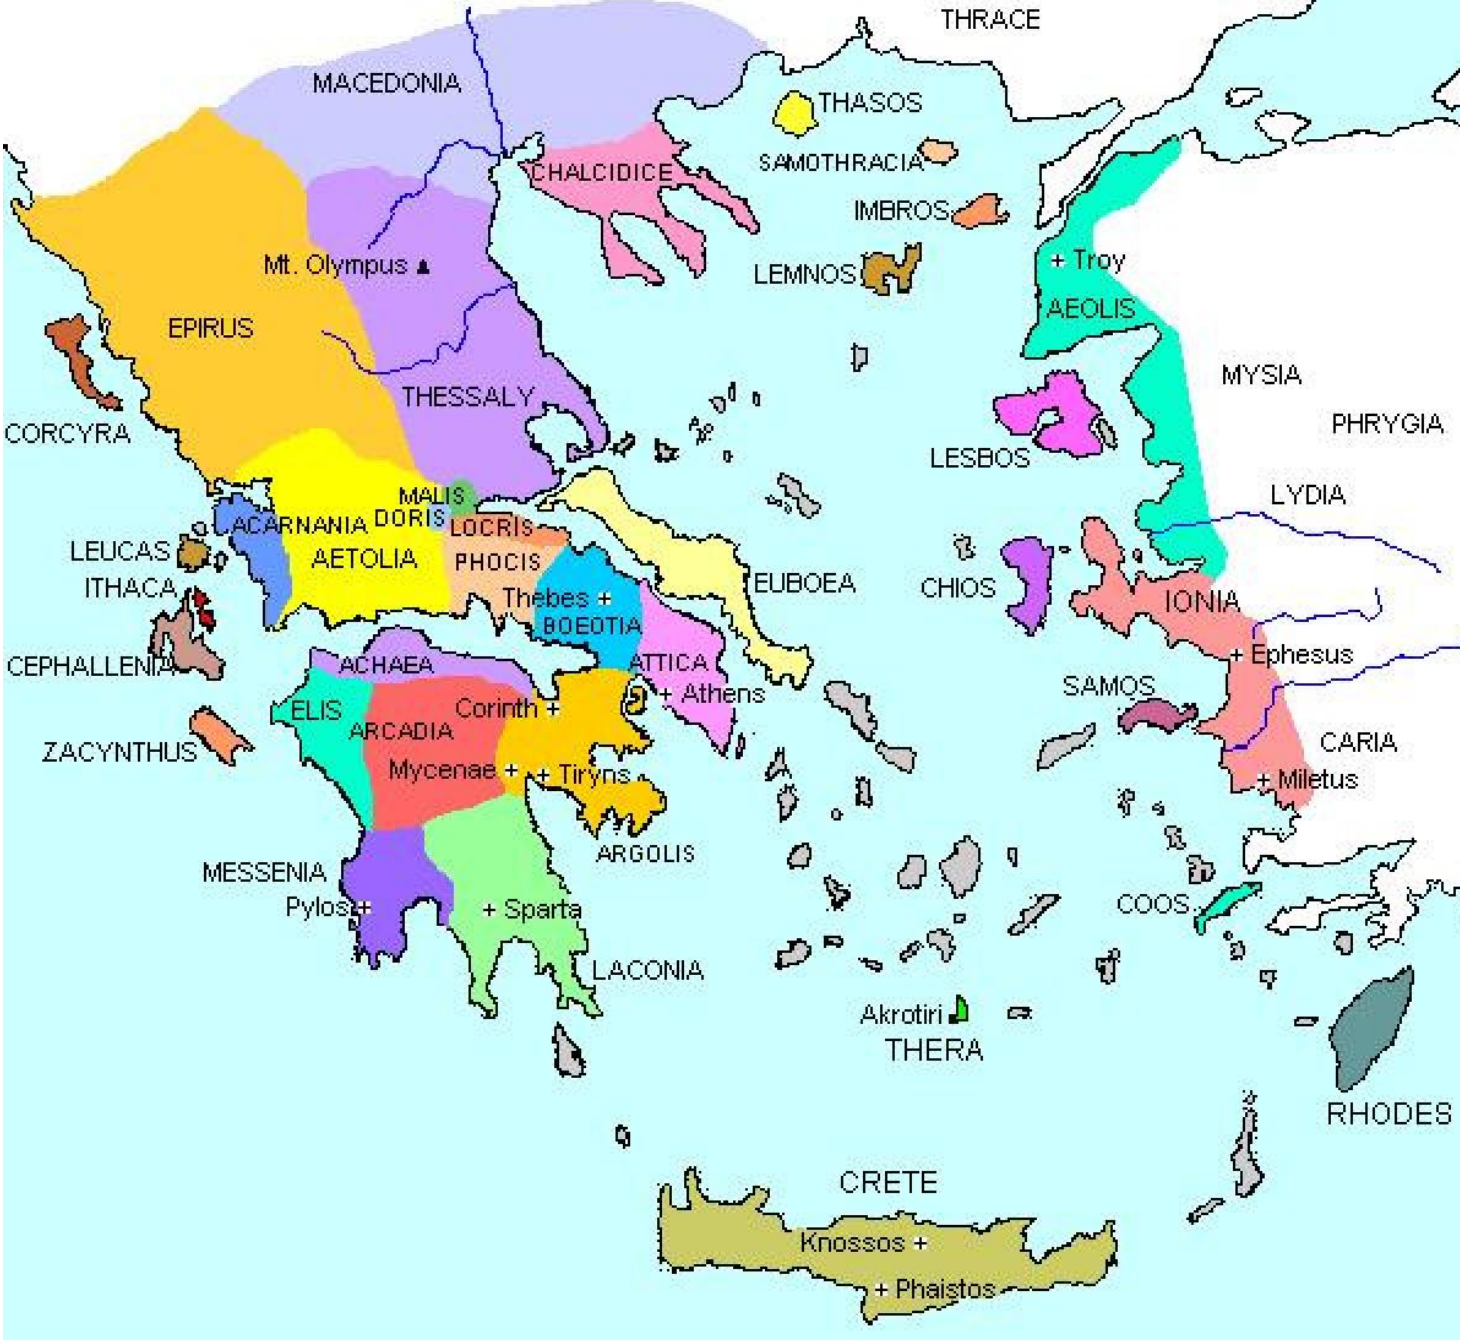 THRACE
MACEDONIA
THASOS
SAMOTHRACIA
CHALCIDICE
IMBROS
Mt. Olympus
LEMNOS
Troy
AEOLIS
EPIRUS
MYSIA
THESSALY
PHRYGIA
CORCYRA
LESBOS
MALIS
LYDIA
ACARNANIA
DORIS
LOCRIS
LEUCAS
AETOLIA
PHOCIS
ITHACA
EUBOEA
CHIOS
Thebes
IONIA
BOEOTIA
CEPHALLENIA
ACHAEA
ATTICA
Ephesus
SAMOS
Athens
ELIS
Corinth
ARCADIA
ZACYNTHUS
CARIA
Mycenae
Tiryns
Miletus
ARGOLIS
MESSENIA
Pylos
Sparta
COOS
LACONIA
Akrotiri
THERA
RHODES
CRETE
Knossos
Phaistos